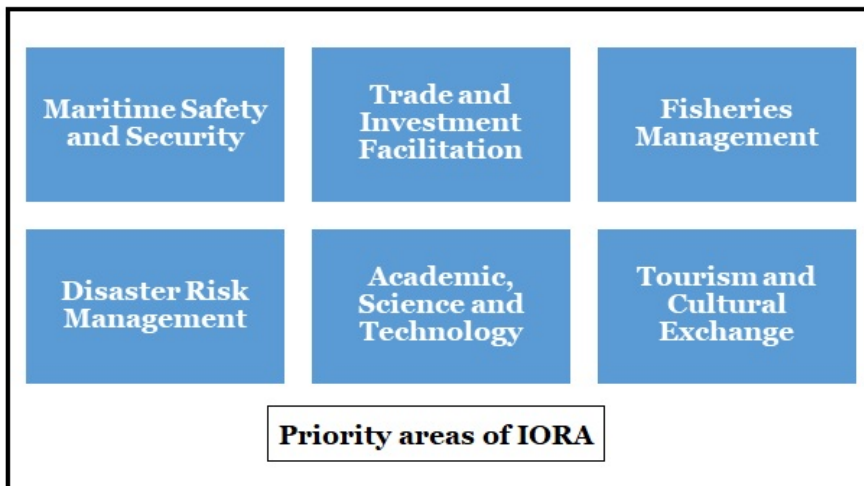 Maritime Safety
and Security
Trade and
Investment
Facilitation
Fisheries
Management
Disaster Risk
Management
Academic,
Science and
Technology
Tourism and
Cultural
Exchange
Priority areas of IORA